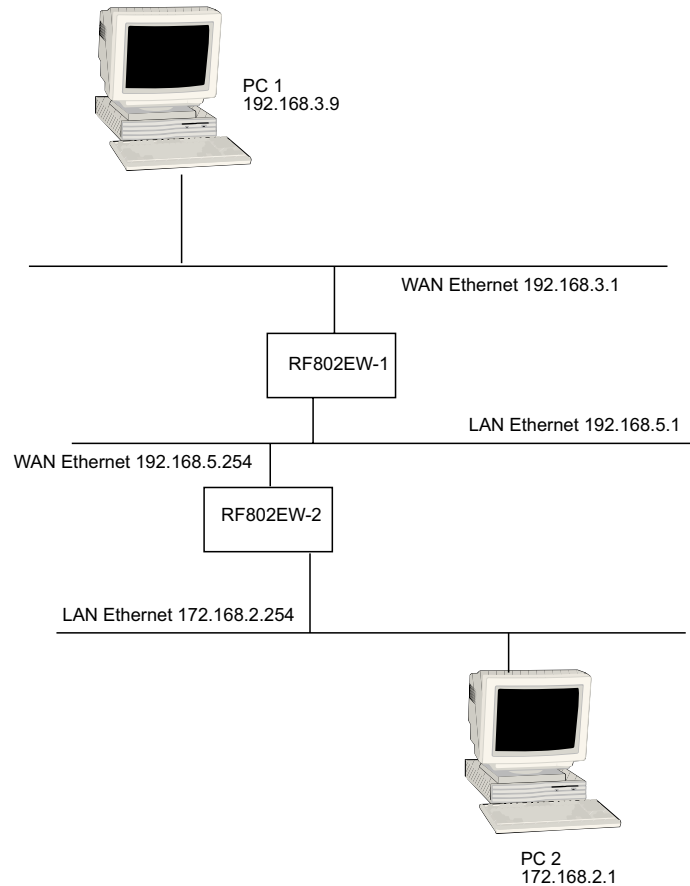 PC 1
192.168.3.9
WAN Ethernet 192.168.3.1
RF802EW-1
LAN Ethernet 192.168.5.1
WAN Ethernet 192.168.5.254
RF802EW-2
LAN Ethernet 172.168.2.254
PC 2
172.168.2.1